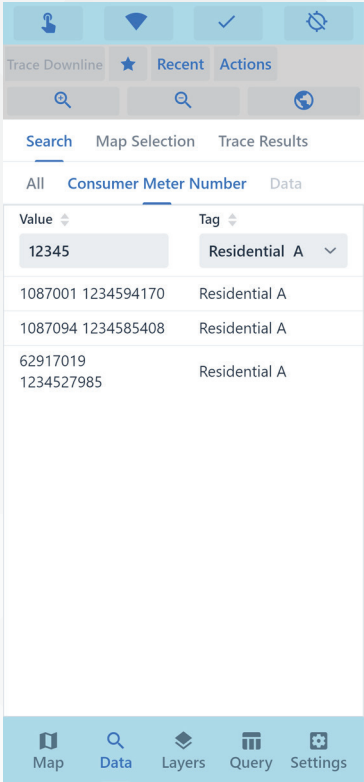 Trace Downline Recent Actions
Search Map Selection Trace Results
All Consumer Meter Number Data
Value Tag
12345 Residential A
1087001 1234594170 Residential A
1087094 1234585408 Residential A
62917019
1234527985 Residential A
Map Data Layers Query Settings